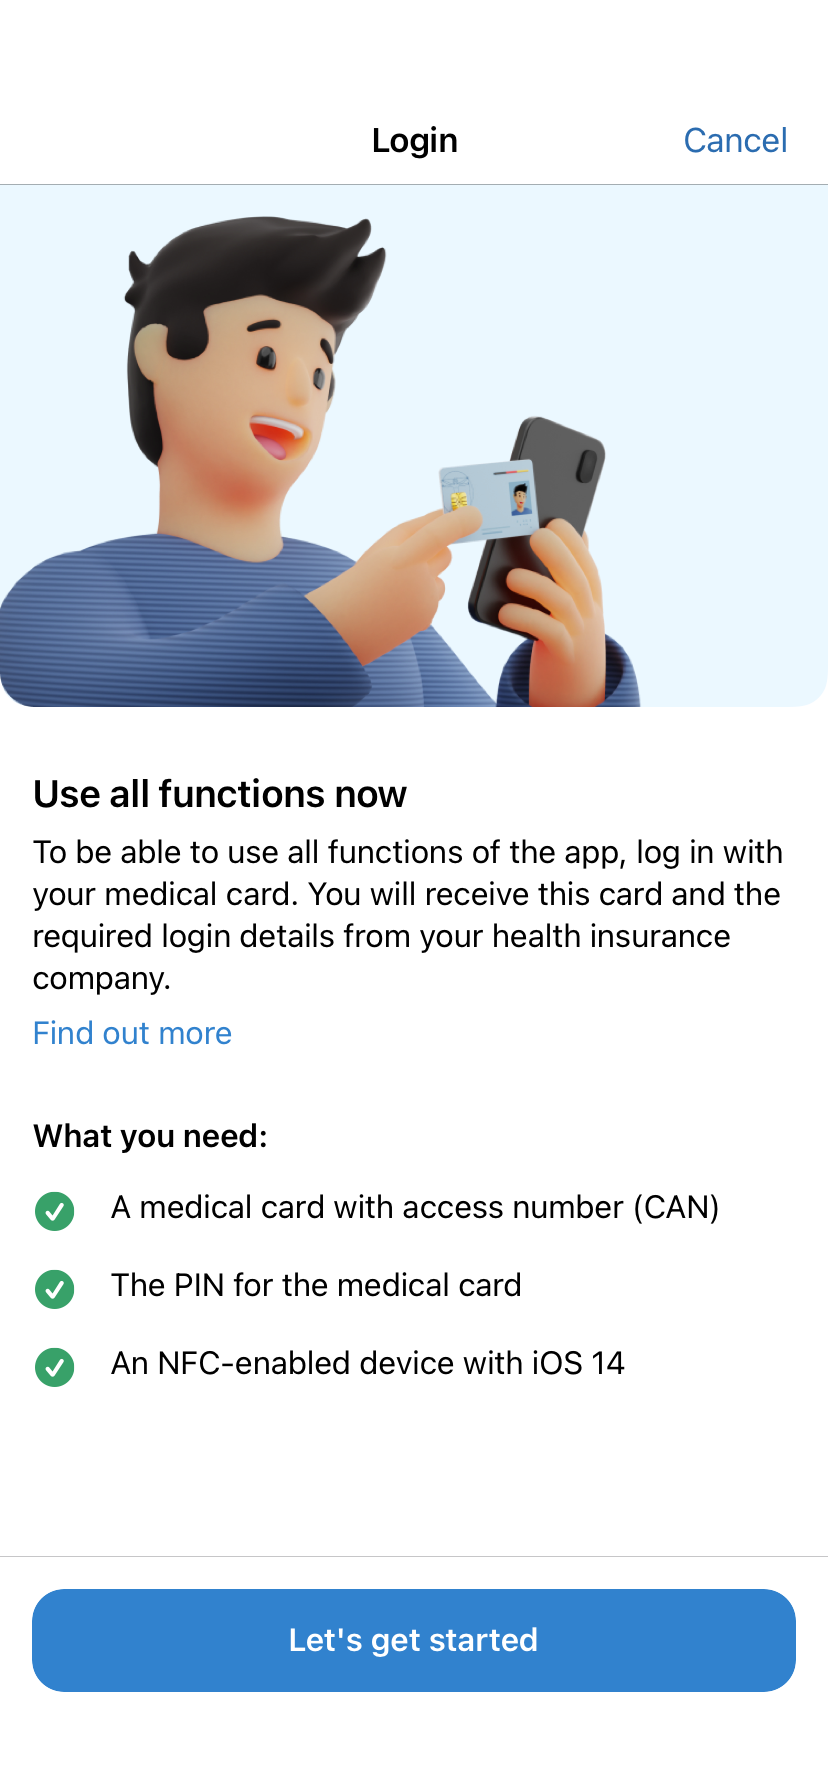 Login
Cancel
Use all functions now
To be able to use all functions of the app, log in with
your medical card. You will receive this card and the
required login details from your health insurance
company.
Find out more
What you need:
A medical card with access number (CAN)
The PIN for the medical card
An NFC-enabled device with iOS 14
Let's get started